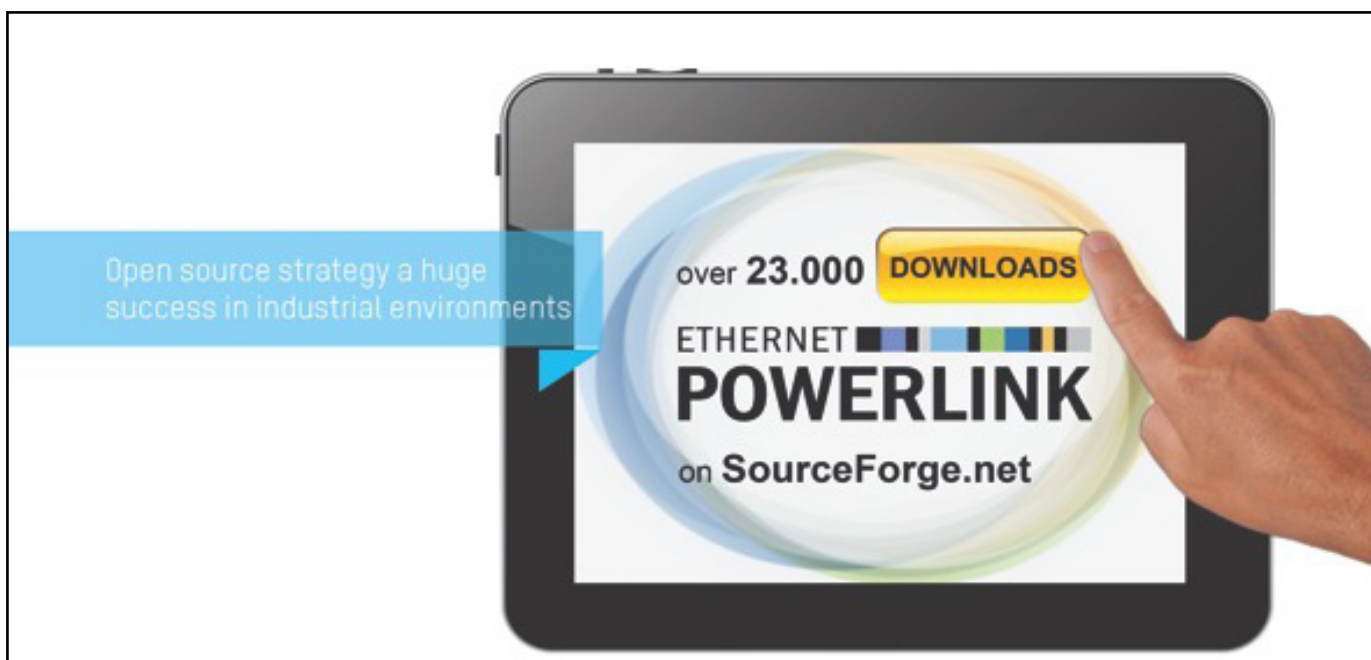 Open source strategy a huge
success in industrial environments
over 23.000 DOWNLOADS
ETHERNET
POWERLINK
on SourceForge.net